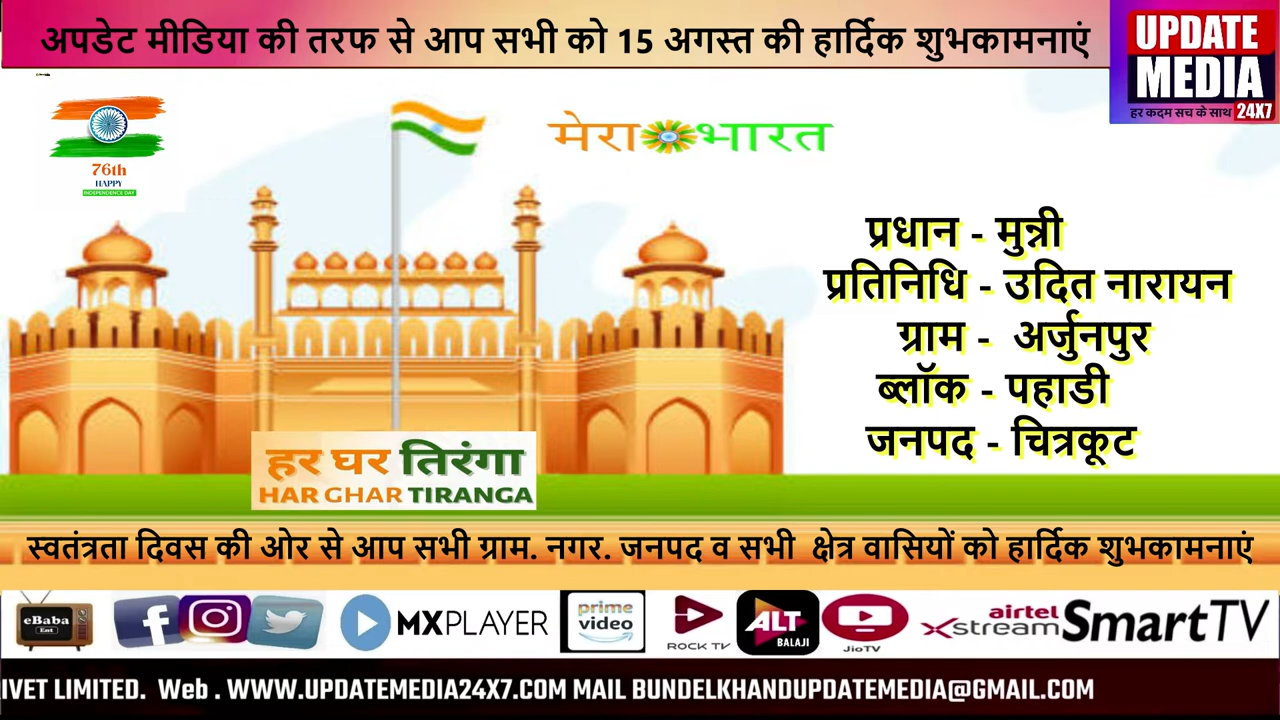 अपडेट मीडिया की तरफ से आप सभी को 15 अगस्त की हार्दिक शुभकामनाएं
UPDATE
MEDIA
हर कदम सच के साथ 24X7
76th
HAPPY
INDEPENDENCE DAY
मेरा भारत
प्रधान - मुन्नी
प्रतिनिधि - उदित नारायन
ग्राम - अर्जुनपुर
ब्लॉक - पहाडी
जनपद - चित्रकूट
हर घर तिरंगा
HAR GHAR TIRANGA
स्वतंत्रता दिवस की ओर से आप सभी ग्राम. नगर. जनपद व सभी क्षेत्र वासियों को हार्दिक शुभकामनाएं
eBaba
Ent
MXPLAYER
prime
video
ROCK TV
ALT
BALAJI
JioTV
airtel
Xstream
SmartTV
IVET LIMITED. Web . WWW.UPDATEMEDIA24X7.COM MAIL BUNDELKHANDUPDATEMEDIA@GMAIL.COM